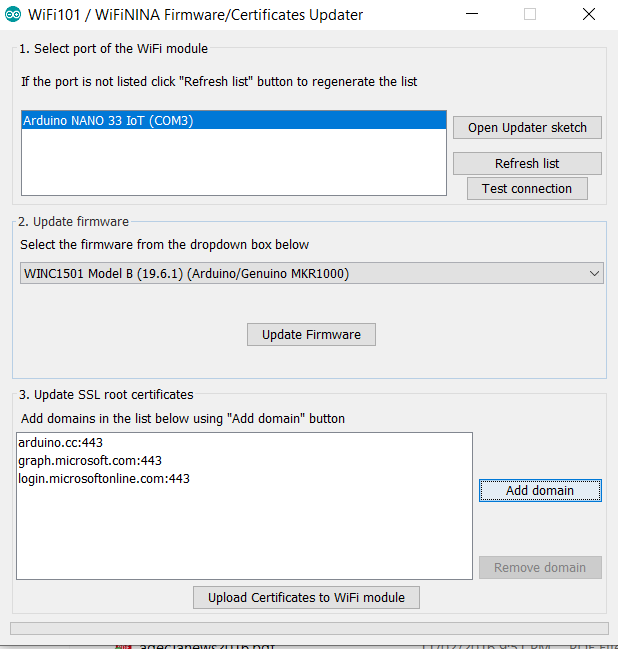 WiFi101 / WiFiNINA Firmware/Certificates Updater
1. Select port of the WiFi module
If the port is not listed click "Refresh list" button to regenerate the list
Arduino NANO 33 IoT (COM3)
Open Updater sketch
Refresh list
Test connection
2. Update firmware
Select the firmware from the dropdown box below
WINC1501 Model B (19.6.1) (Arduino/Genuino MKR1000)
Update Firmware
3. Update SSL root certificates
Add domains in the list below using "Add domain" button
arduino.cc:443
graph.microsoft.com:443
login.microsoftonline.com:443
Add domain
Remove domain
Upload Certificates to WiFi module